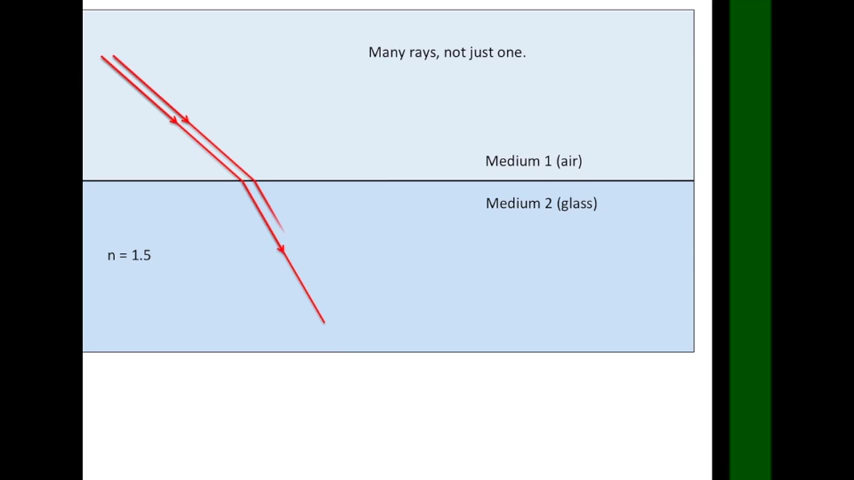 Many rays, not just one.
Medium 1 (air)
Medium 2 (glass)
n = 1.5